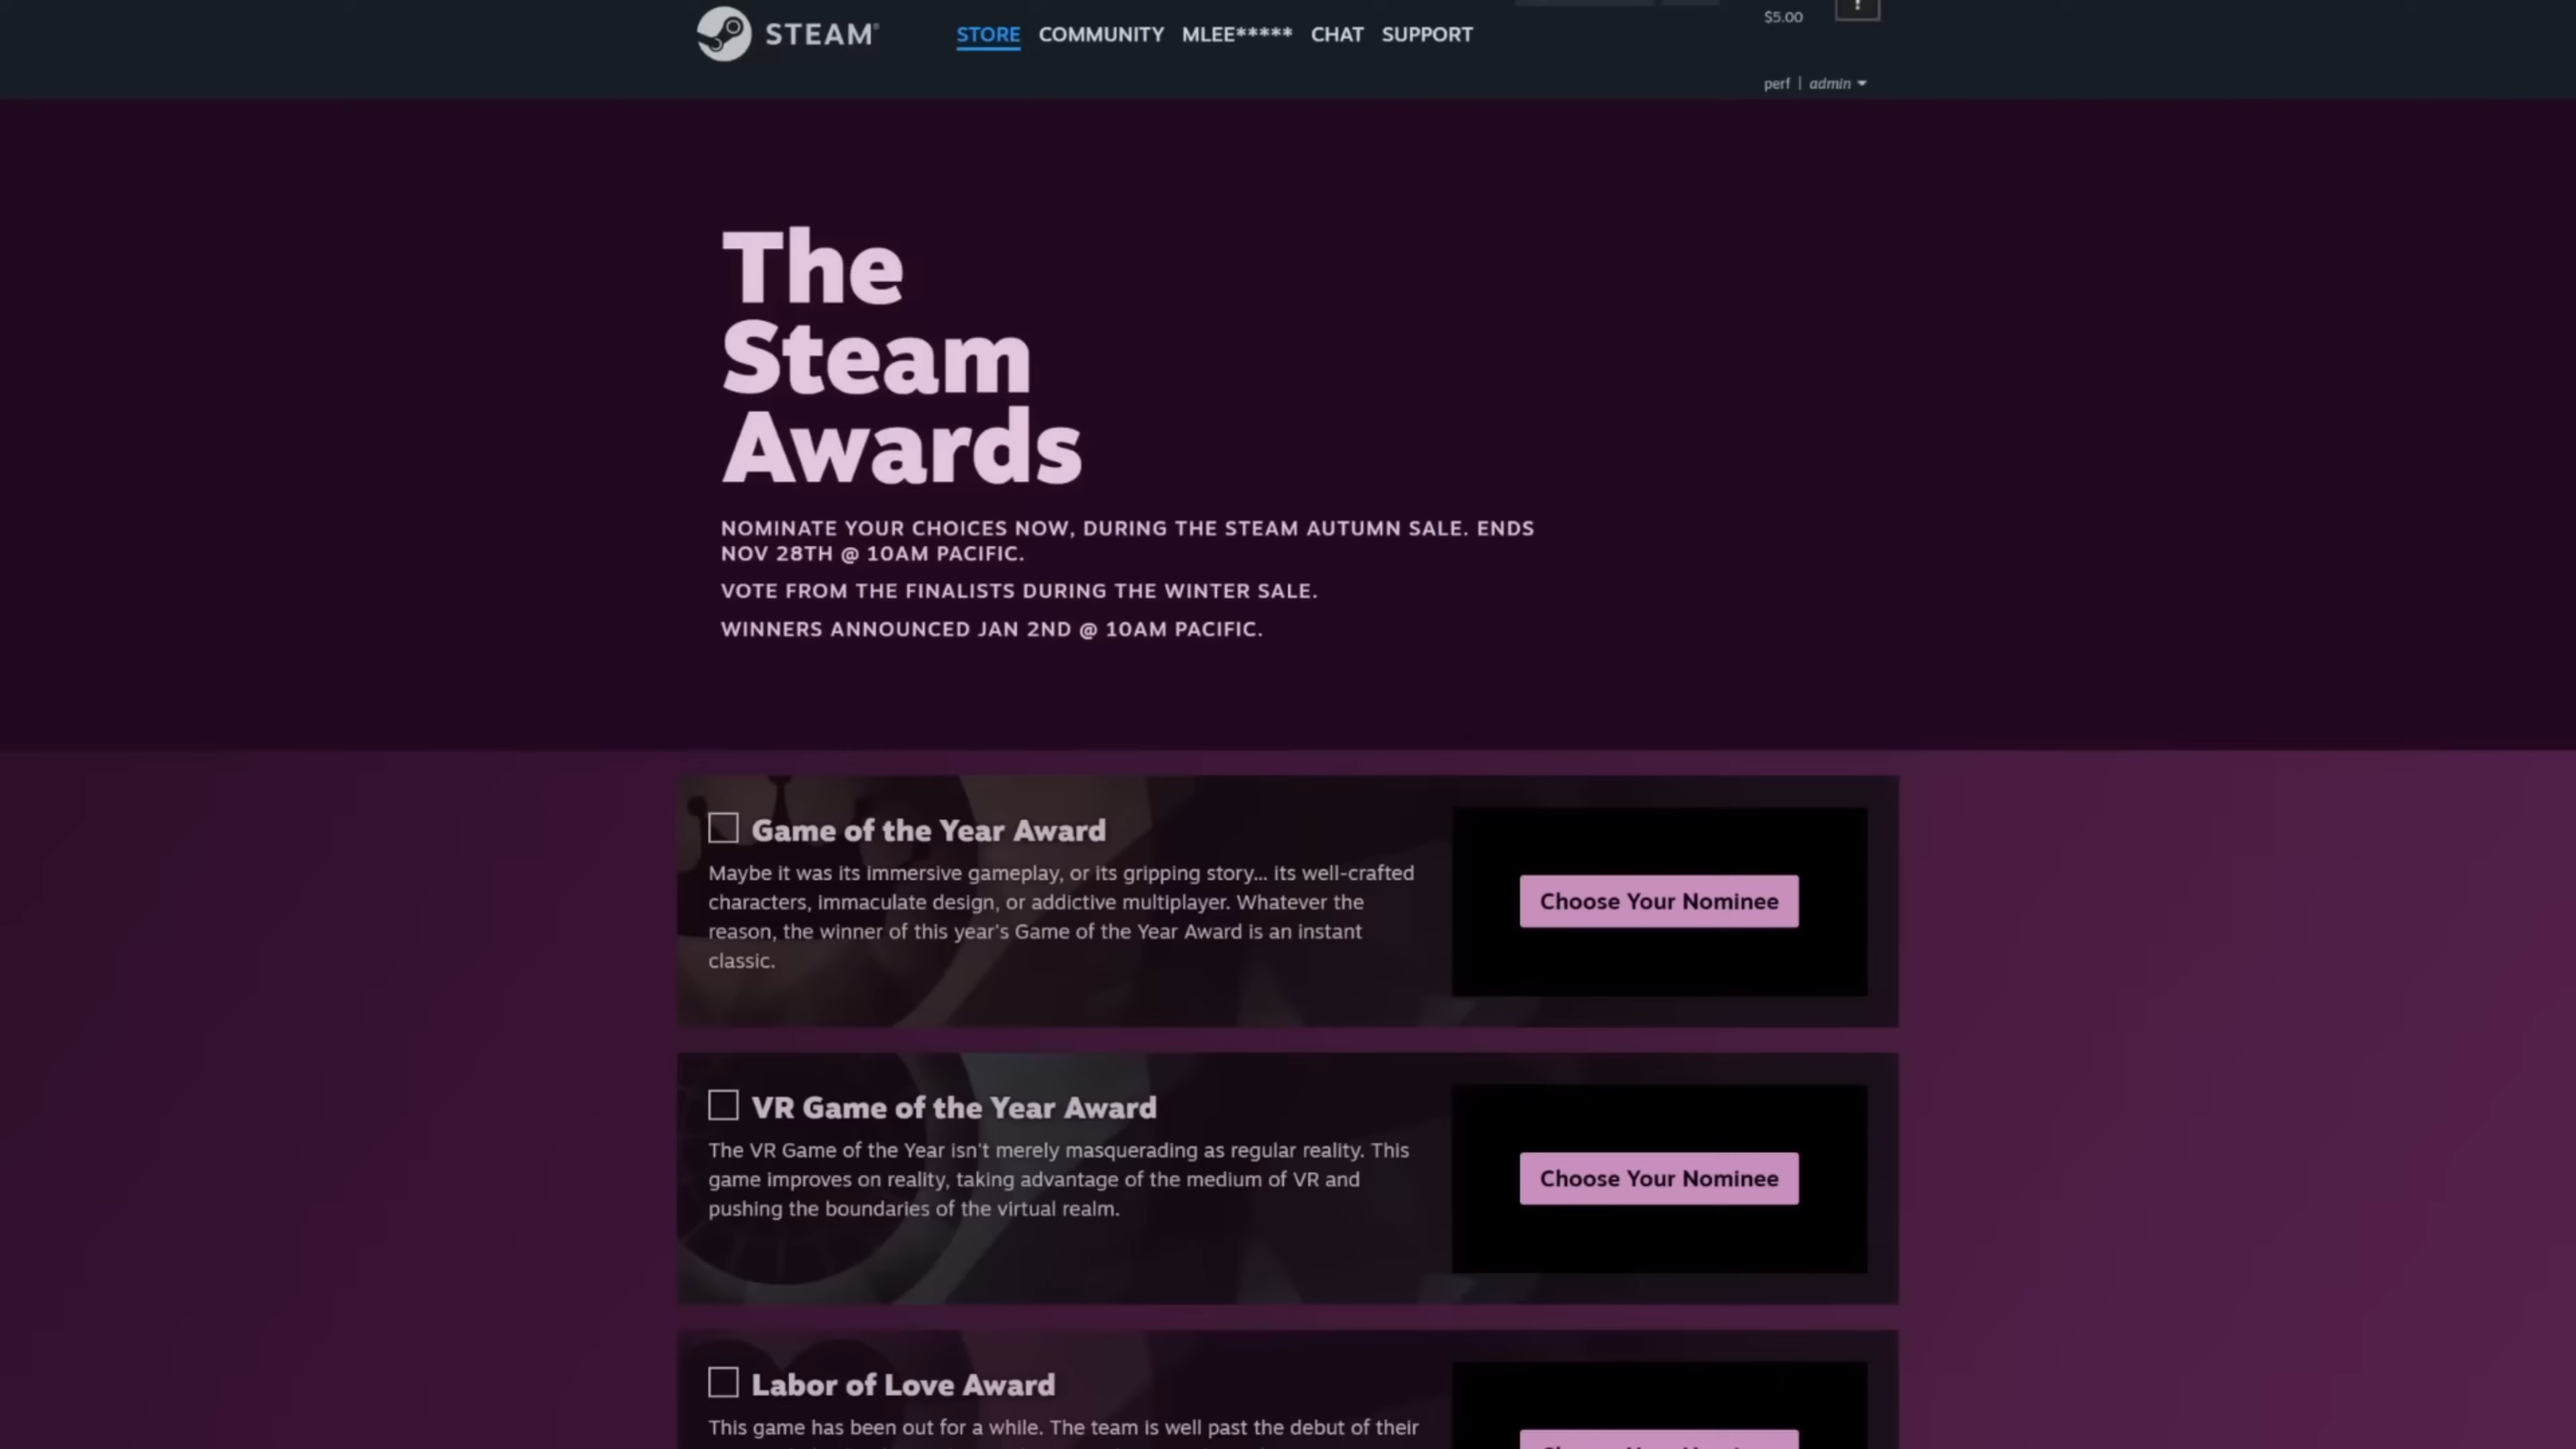 STEAM®
STORE COMMUNITY MLEE***** CHAT SUPPORT
$5.00
perf | admin
The
Steam
Awards
NOMINATE YOUR CHOICES NOW, DURING THE STEAM AUTUMN SALE. ENDS
NOV 28TH @ 10AM PACIFIC.
VOTE FROM THE FINALISTS DURING THE WINTER SALE.
WINNERS ANNOUNCED JAN 2ND @ 10AM PACIFIC.
Game of the Year Award
Maybe it was its immersive gameplay, or its gripping story... its well-crafted
characters, immaculate design, or addictive multiplayer. Whatever the
reason, the winner of this year's Game of the Year Award is an instant
classic.
Choose Your Nominee
VR Game of the Year Award
The VR Game of the Year isn't merely masquerading as regular reality. This
game improves on reality, taking advantage of the medium of VR and
pushing the boundaries of the virtual realm.
Choose Your Nominee
Labor of Love Award
This game has been out for a while. The team is well past the debut of their